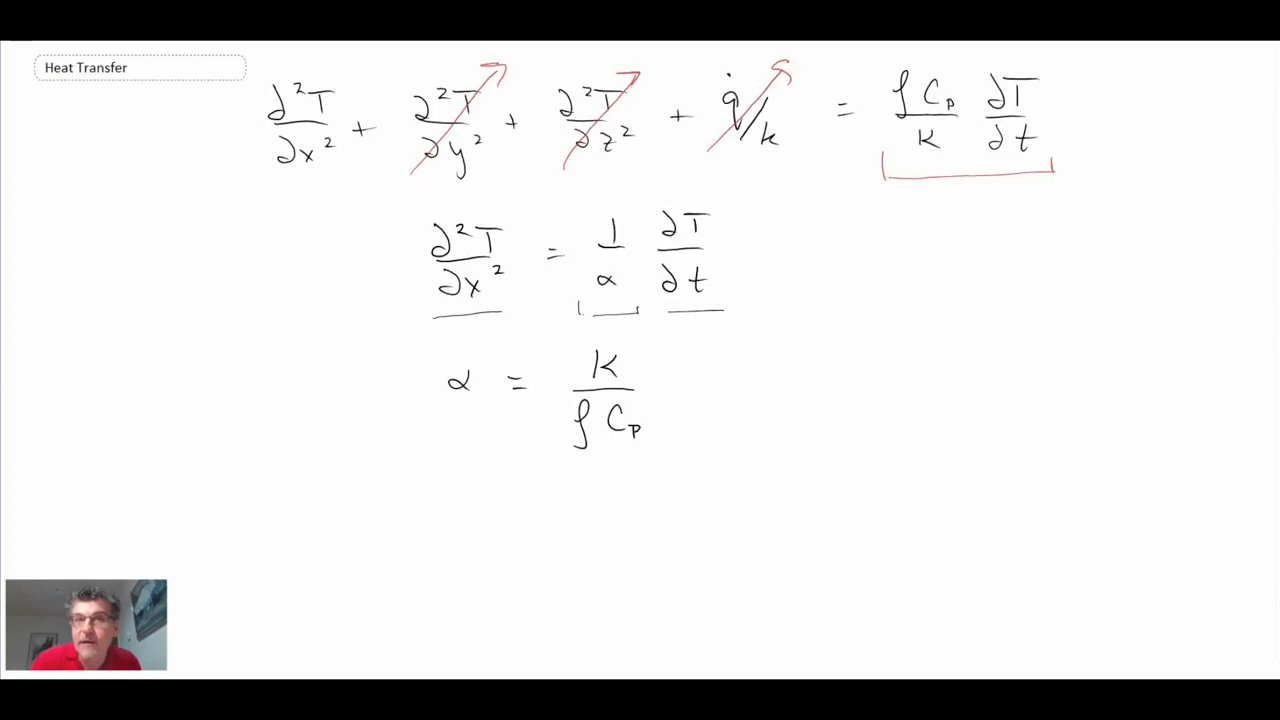 Heat Transfer
∂²T/∂x² + ∂²T/∂y² + ∂²T/∂z² + q̇/k = ρCₚ/k ∂T/∂t
∂²T/∂x² = 1/α ∂T/∂t
α = k/ρCₚ